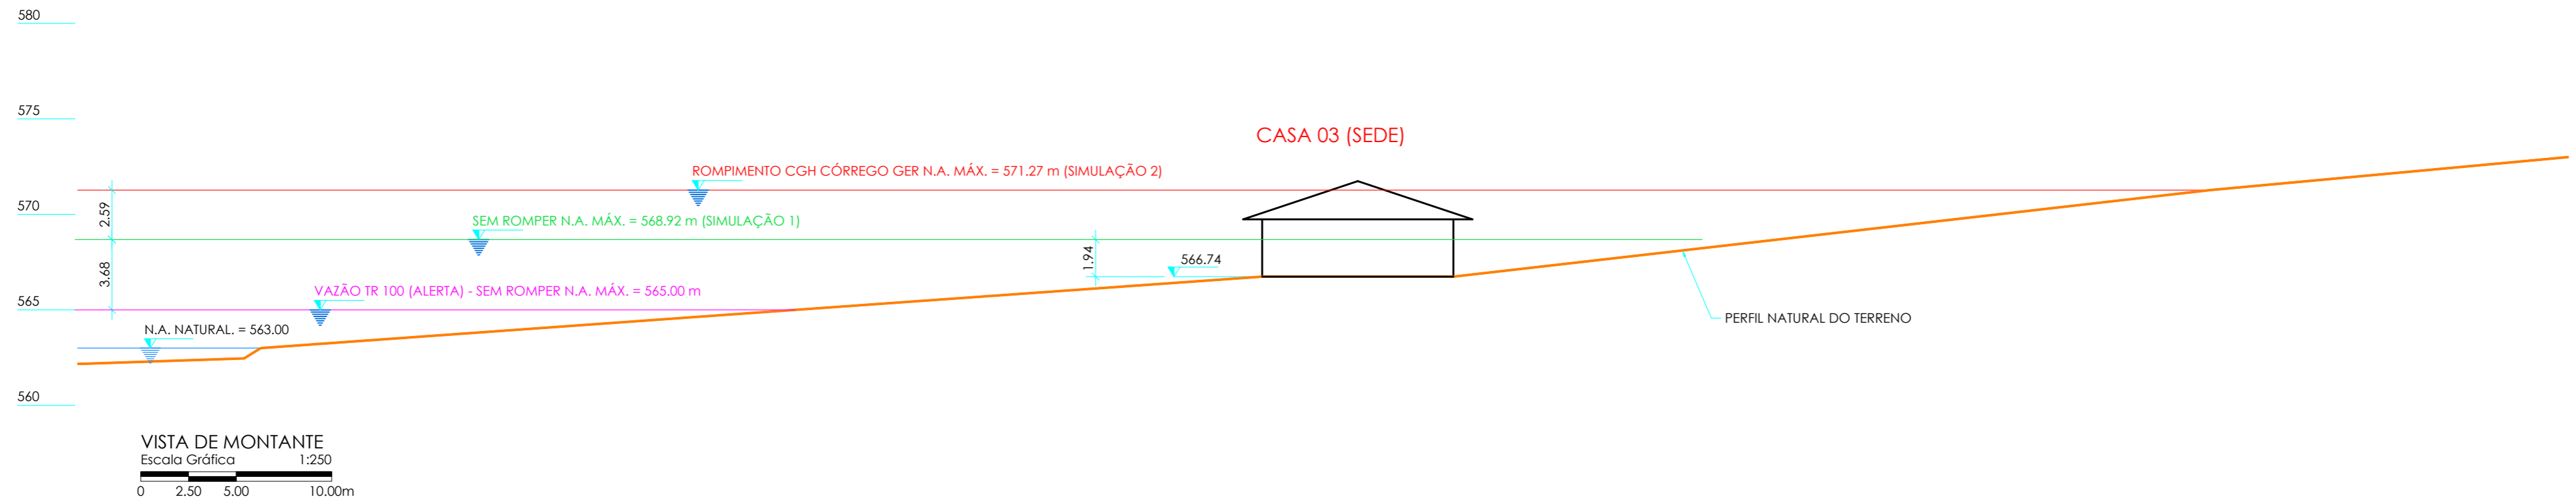 580
575
CASA 03 (SEDE)
ROMPIMENTO CGH CÓRREGO GER N.A. MÁX. = 571.27 m (SIMULAÇÃO 2)
570
2.59
SEM ROMPER N.A. MÁX. = 568.92 m (SIMULAÇÃO 1)
1.94
566.74
3.68
565
VAZÃO TR 100 (ALERTA) - SEM ROMPER N.A. MÁX. = 565.00 m
PERFIL NATURAL DO TERRENO
N.A. NATURAL. = 563.00
560
VISTA DE MONTANTE
Escala Gráfica 1:250
0 2.50 5.00 10.00m